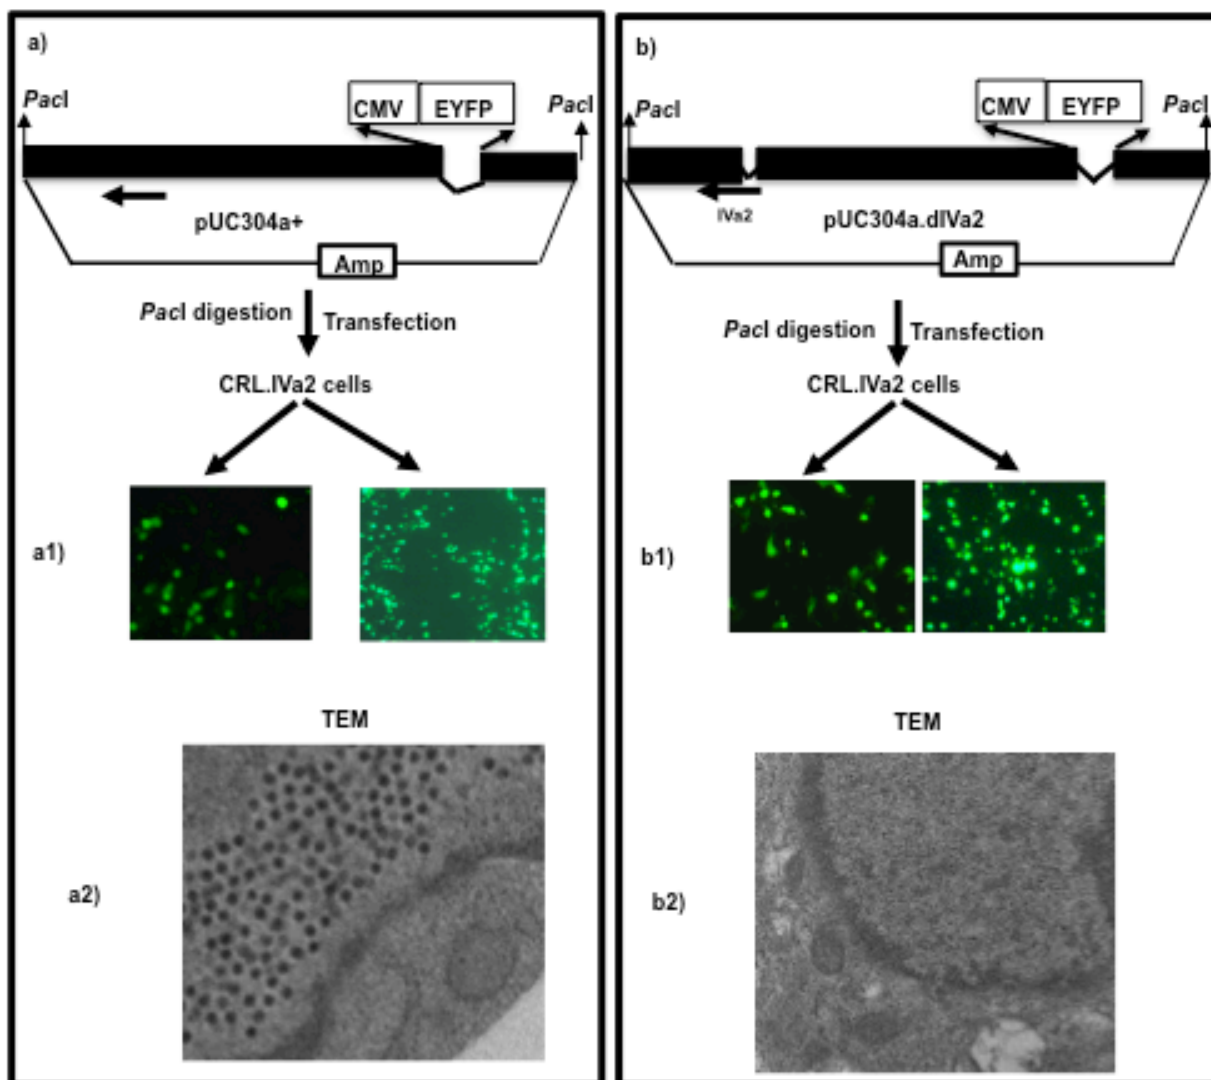 a)
CMV EYFP
PacI PacI
pUC304a+
Amp
PacI digestion Transfection
CRL.IVa2 cells
a1)
TEM
a2)
b)
CMV EYFP
PacI PacI
IVa2 pUC304a.dIVa2
Amp
PacI digestion Transfection
CRL.IVa2 cells
b1)
TEM
b2)